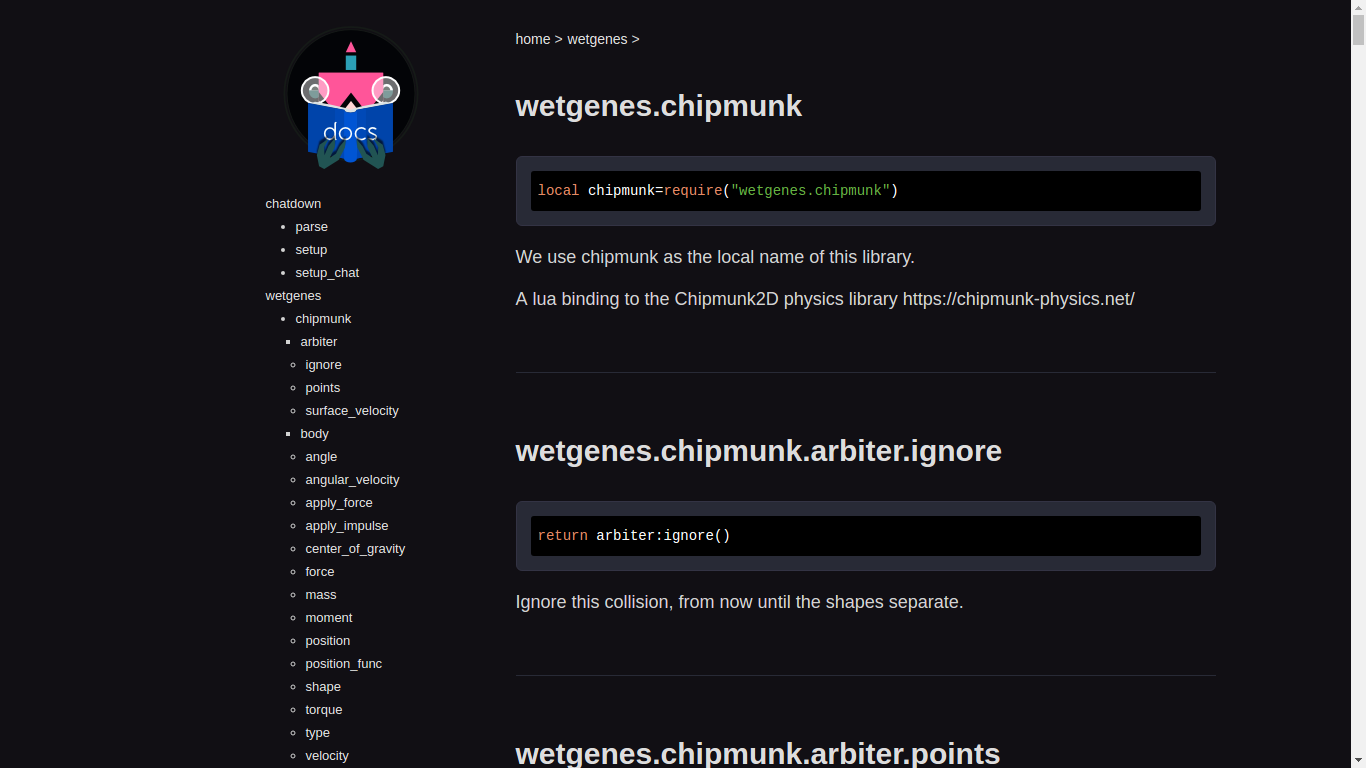 docs
chatdown
parse
setup
setup_chat
wetgenes
chipmunk
arbiter
ignore
points
surface_velocity
body
angle
angular_velocity
apply_force
apply_impulse
center_of_gravity
force
mass
moment
position
position_func
shape
torque
type
velocity
home > wetgenes >
wetgenes.chipmunk
local chipmunk=require("wetgenes.chipmunk")
We use chipmunk as the local name of this library.
A lua binding to the Chipmunk2D physics library https://chipmunk-physics.net/
wetgenes.chipmunk.arbiter.ignore
return arbiter:ignore()
Ignore this collision, from now until the shapes separate.
wetgenes.chipmunk.arbiter.points